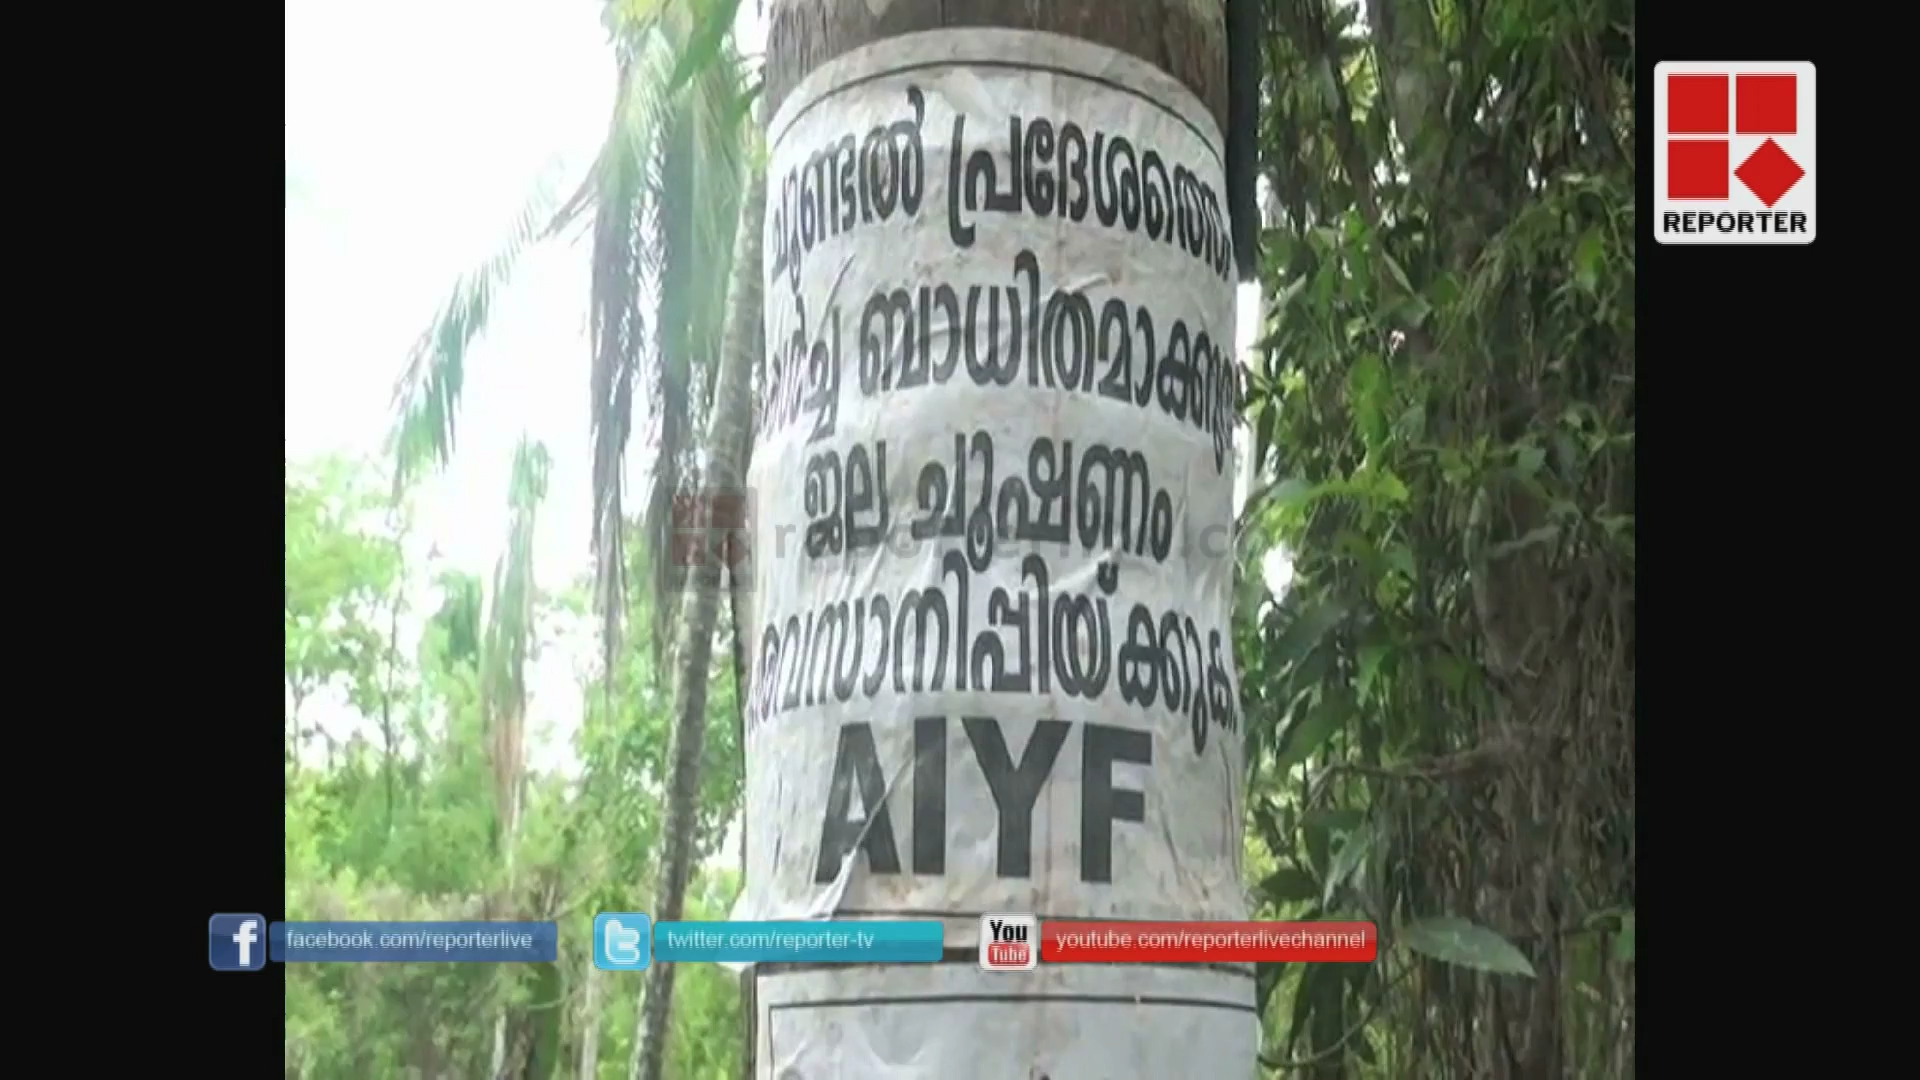 ചൂണ്ടൽ പ്രദേശത്തെ
ബാധിതമാക്കുന്ന
ജല ചൂഷണം
അവസാനിപ്പിയ്ക്കുക
AIYF
REPORTER
facebook.com/reporterlive
twitter.com/reporter-tv
You
Tube
youtube.com/reporterlivechannel